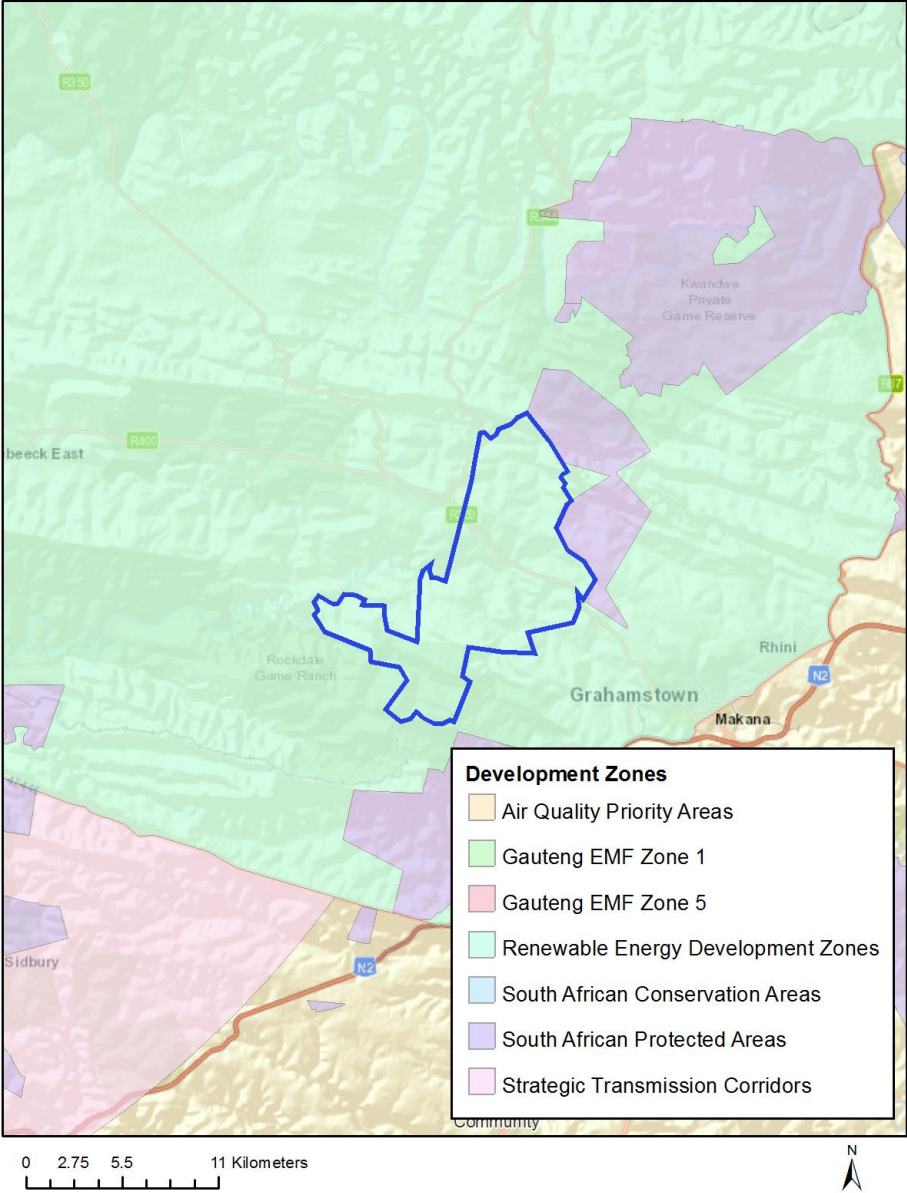 R350
R344
Kwandwe
Private
Game Reserve
R67
R400
beeck East
R350
Rockdale
Game Ranch
Rhini
N2
Grahamstown
Makana
Sidbury
N2
Development Zones
Air Quality Priority Areas
Gauteng EMF Zone 1
Gauteng EMF Zone 5
Renewable Energy Development Zones
South African Conservation Areas
South African Protected Areas
Strategic Transmission Corridors
Community
0 2.75 5.5 11 Kilometers
N